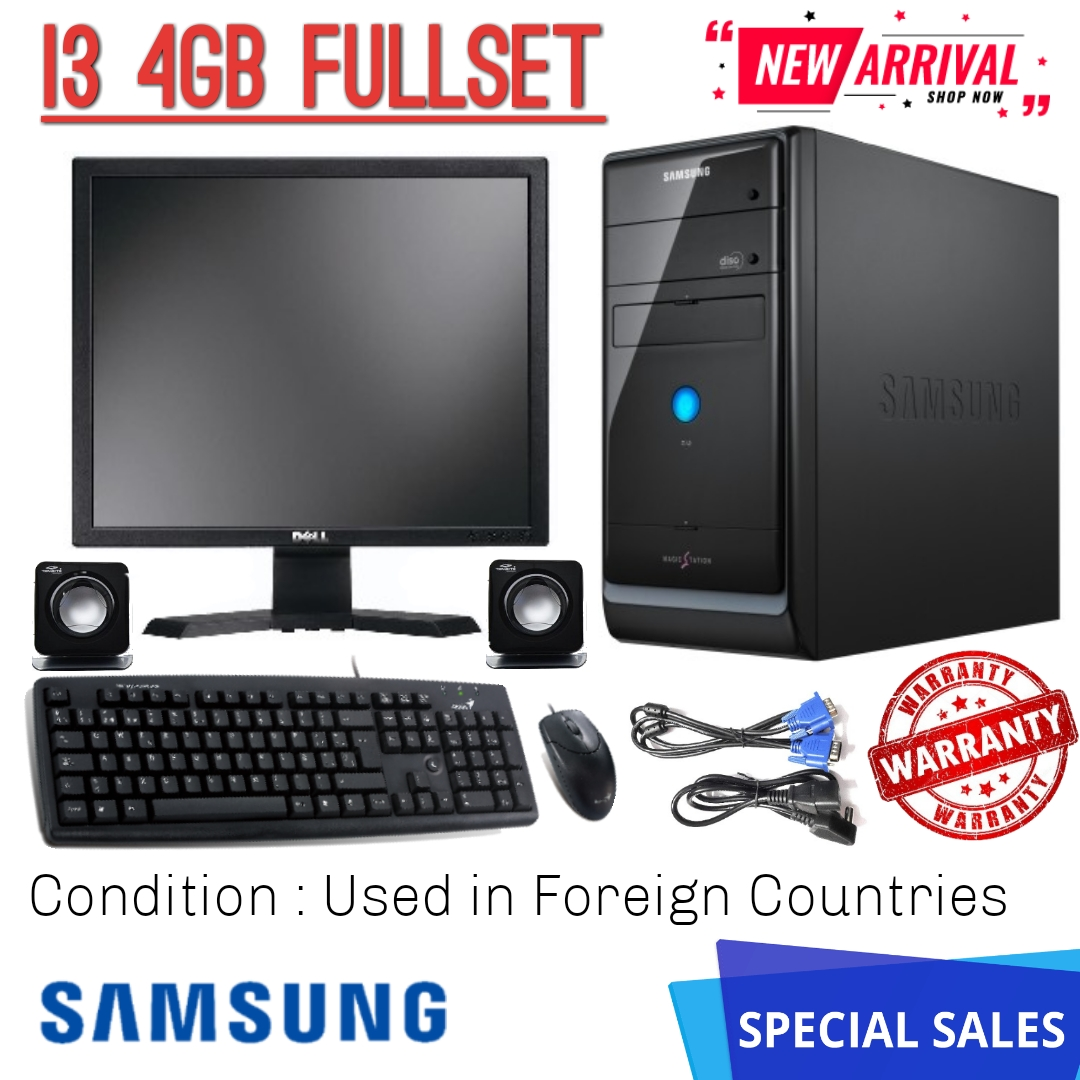 I3 4GB FULLSET
“NEW ARRIVAL
SHOP NOW”
SAMSUNG
disc
SAMSUNG
DELL
MAGIC STATION
WARRANTY
WARRANTY
WARRANTY
Condition : Used in Foreign Countries
SAMSUNG
SPECIAL SALES